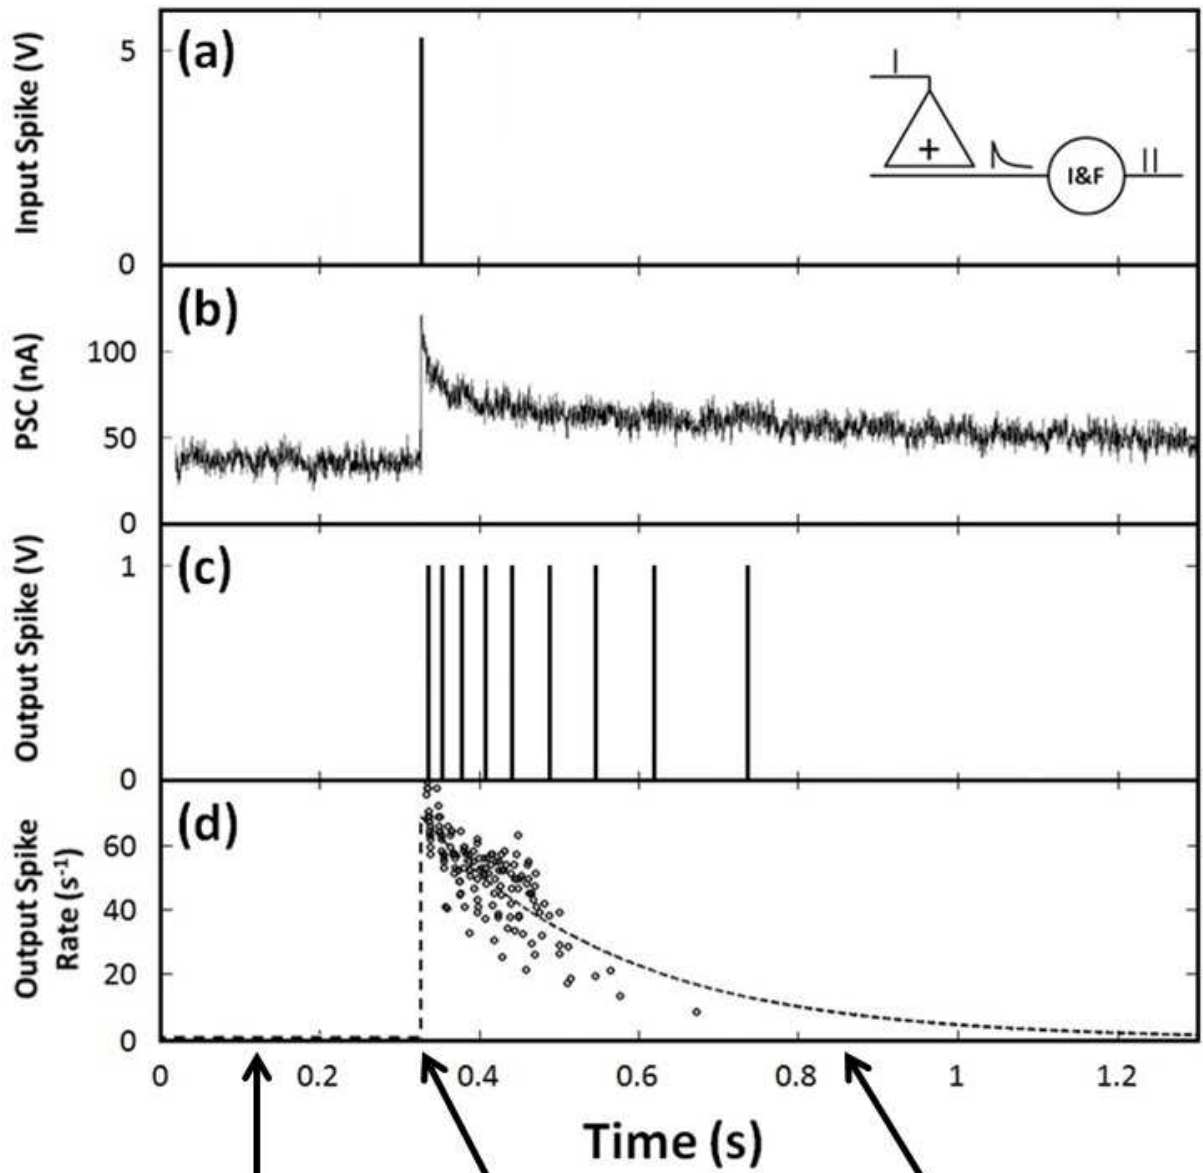 (a)
Input Spike (V)
5
0
+
I&F
(b)
PSC (nA)
100
50
0
(c)
Output Spike (V)
1
0
(d)
Output Spike
Rate (s⁻¹)
60
40
20
0
0 0.2 0.4 0.6 0.8 1 1.2
Time (s)